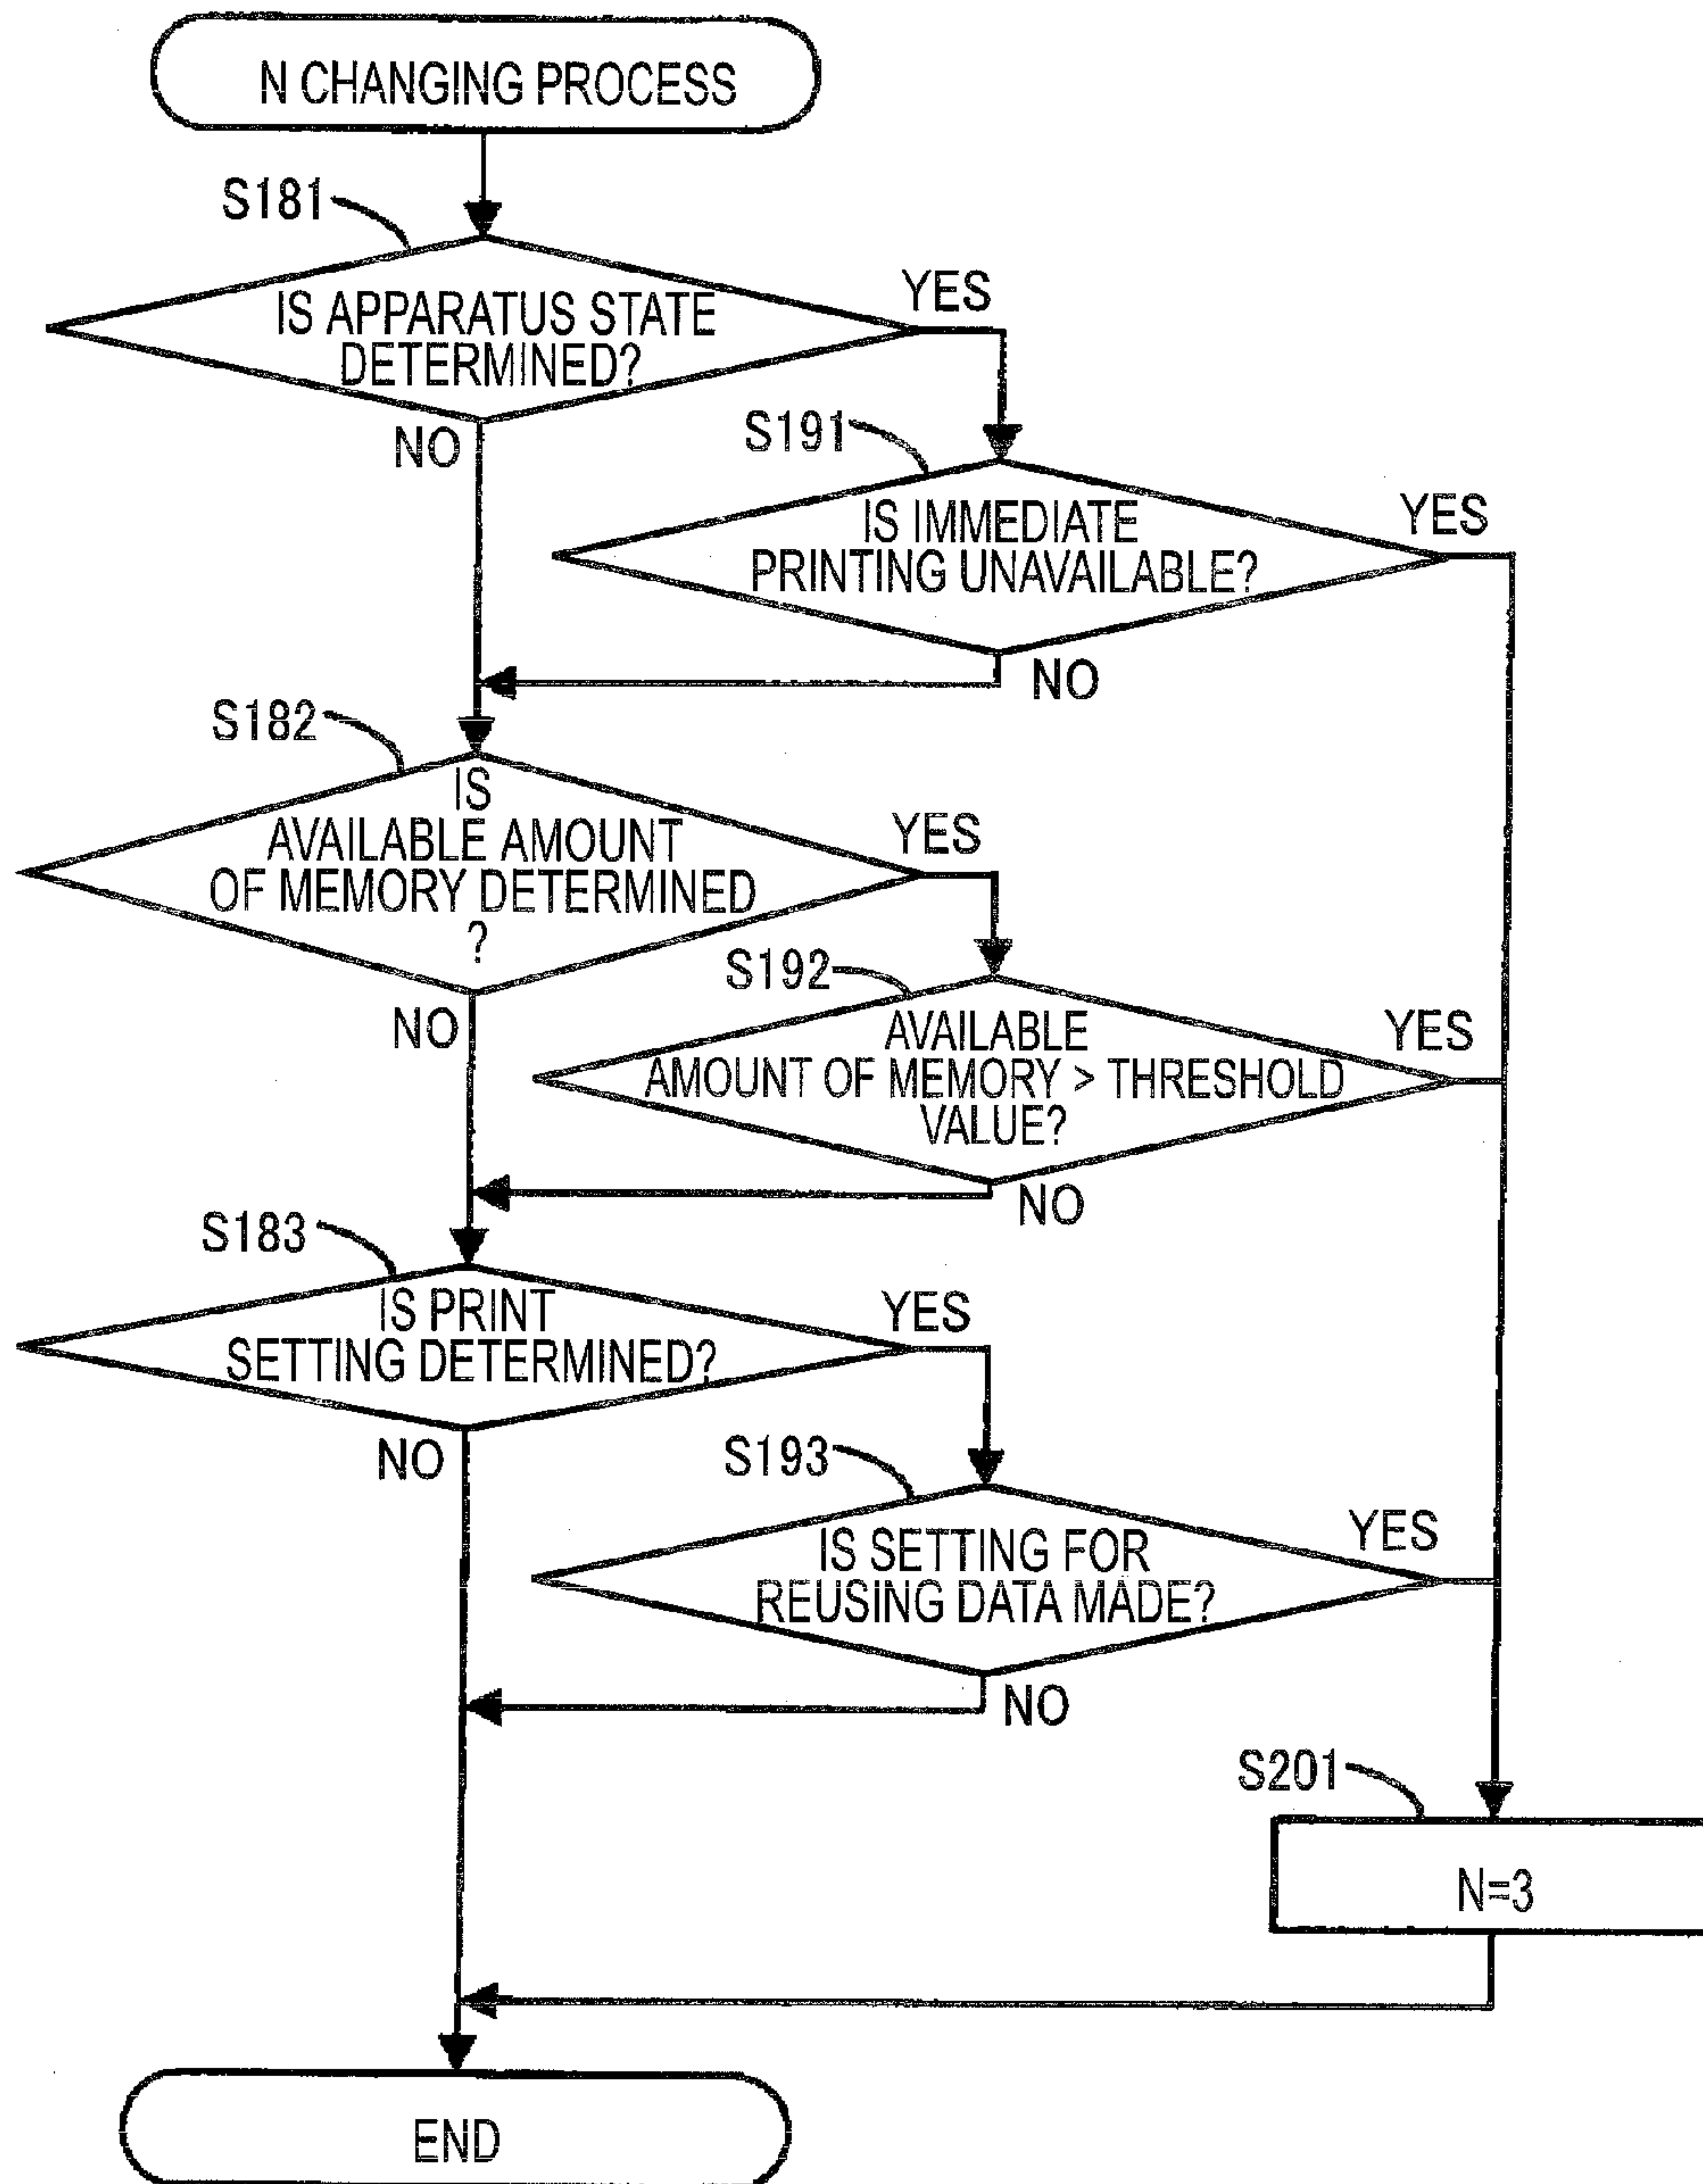 N CHANGING PROCESS
S181
IS APPARATUS STATE
DETERMINED?
YES
NO
S191
IS IMMEDIATE
PRINTING UNAVAILABLE?
YES
NO
S182
IS
AVAILABLE AMOUNT
OF MEMORY DETERMINED
?
YES
NO
S192
AVAILABLE
AMOUNT OF MEMORY > THRESHOLD
VALUE?
YES
NO
S183
IS PRINT
SETTING DETERMINED?
YES
NO
S193
IS SETTING FOR
REUSING DATA MADE?
YES
NO
S201
N=3
END